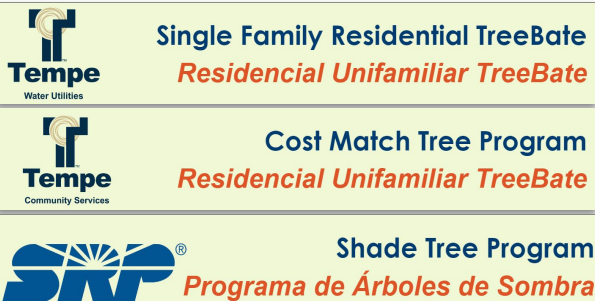 Single Family Residential TreeBate
Tempe
Residencial Unifamiliar TreeBate
Water Utilities
Cost Match Tree Program
Tempe
Residencial Unifamiliar TreeBate
Community Services
SRP®
Shade Tree Program
Programa de Árboles de Sombra